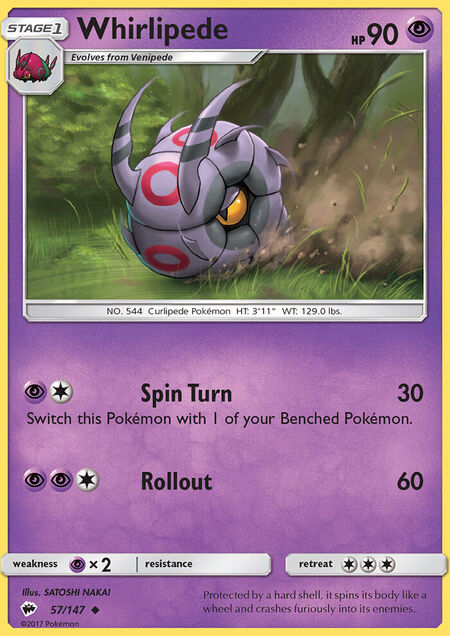 STAGE1
Whirlipede
HP 90
Evolves from Venipede
NO. 544 Curlipede Pokémon HT: 3'11" WT: 129.0 lbs.
Spin Turn 30
Switch this Pokémon with 1 of your Benched Pokémon.
Rollout 60
weakness ×2 resistance retreat
Illus. SATOSHI NAKAI
57/147
©2017 Pokémon
Protected by a hard shell, it spins its body like a
wheel and crashes furiously into its enemies.